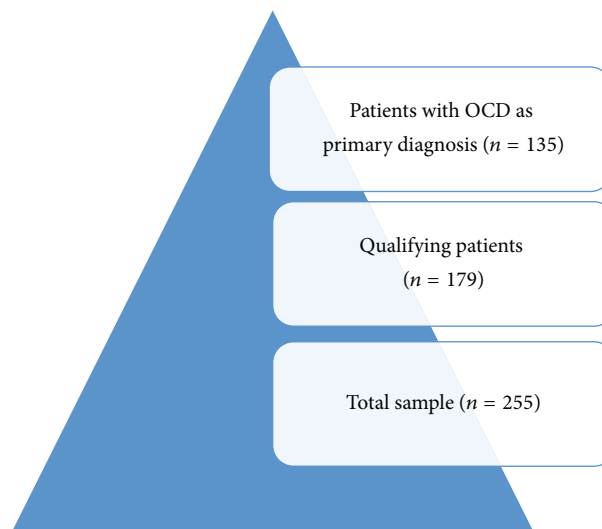 Patients with OCD as
primary diagnosis (n = 135)
Qualifying patients
(n = 179)
Total sample (n = 255)